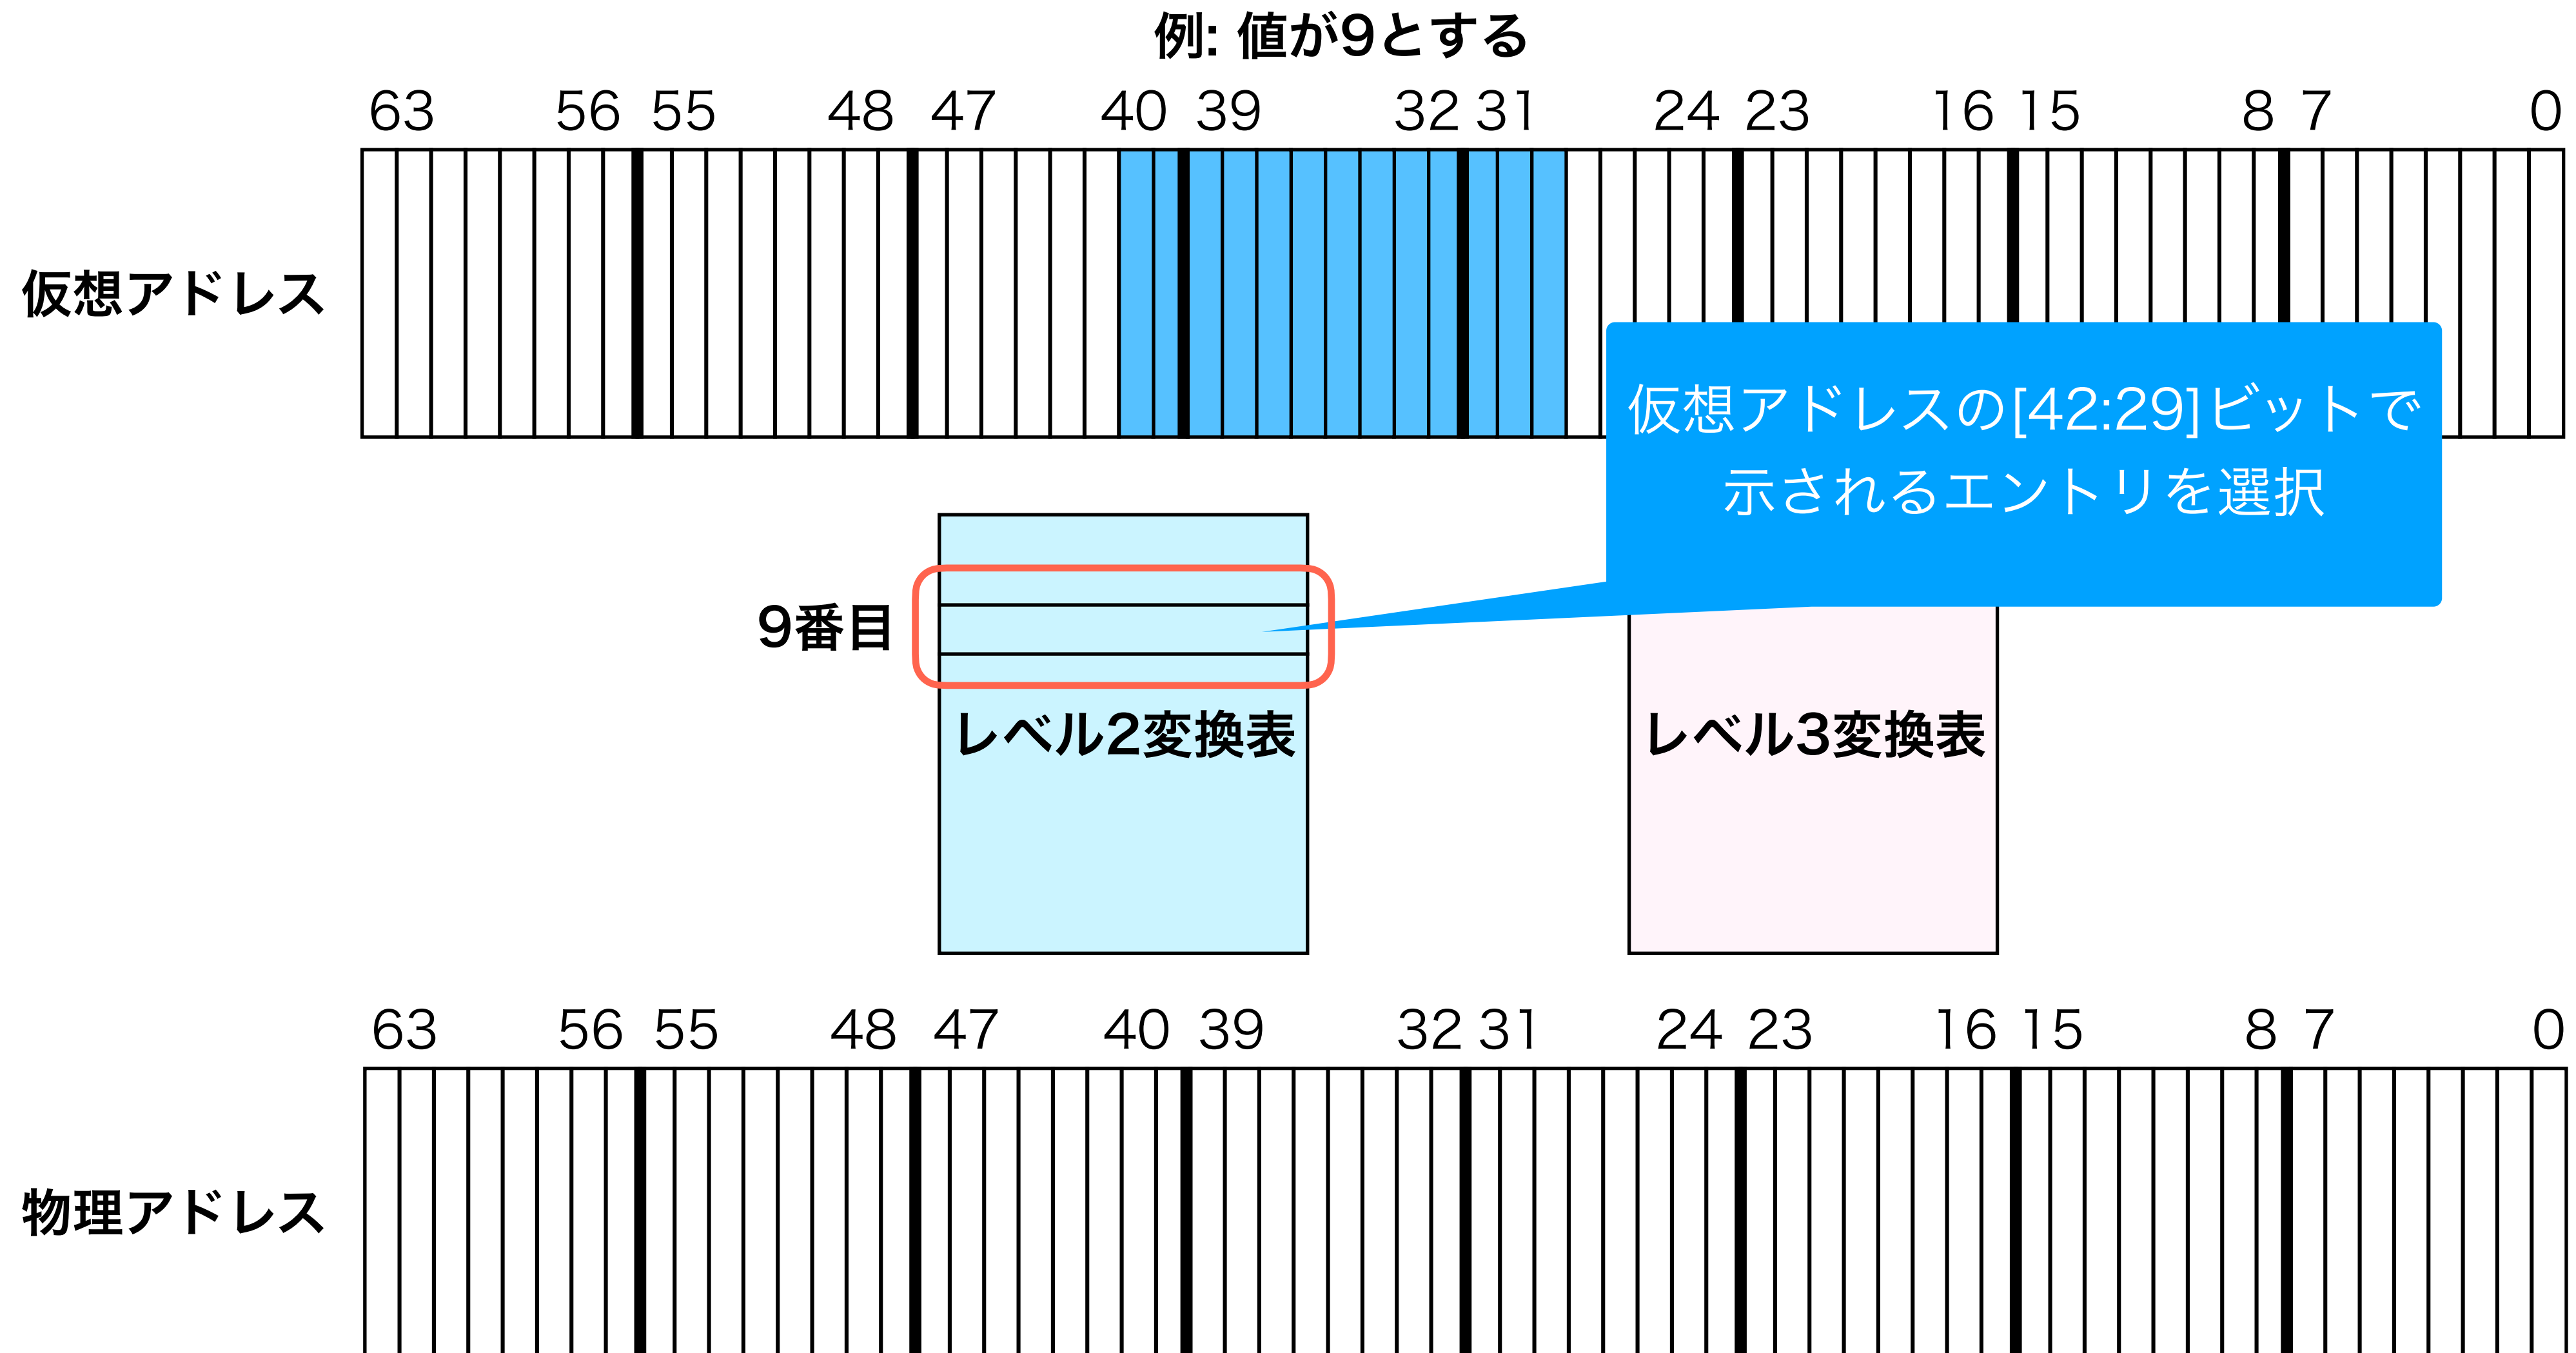 例: 値が9とする
63 56 55 48 47 40 39 32 31 24 23 16 15 8 7 0
仮想アドレス
仮想アドレスの[42:29]ビットで
示されるエントリを選択
9番目
レベル2変換表
レベル3変換表
63 56 55 48 47 40 39 32 31 24 23 16 15 8 7 0
物理アドレス